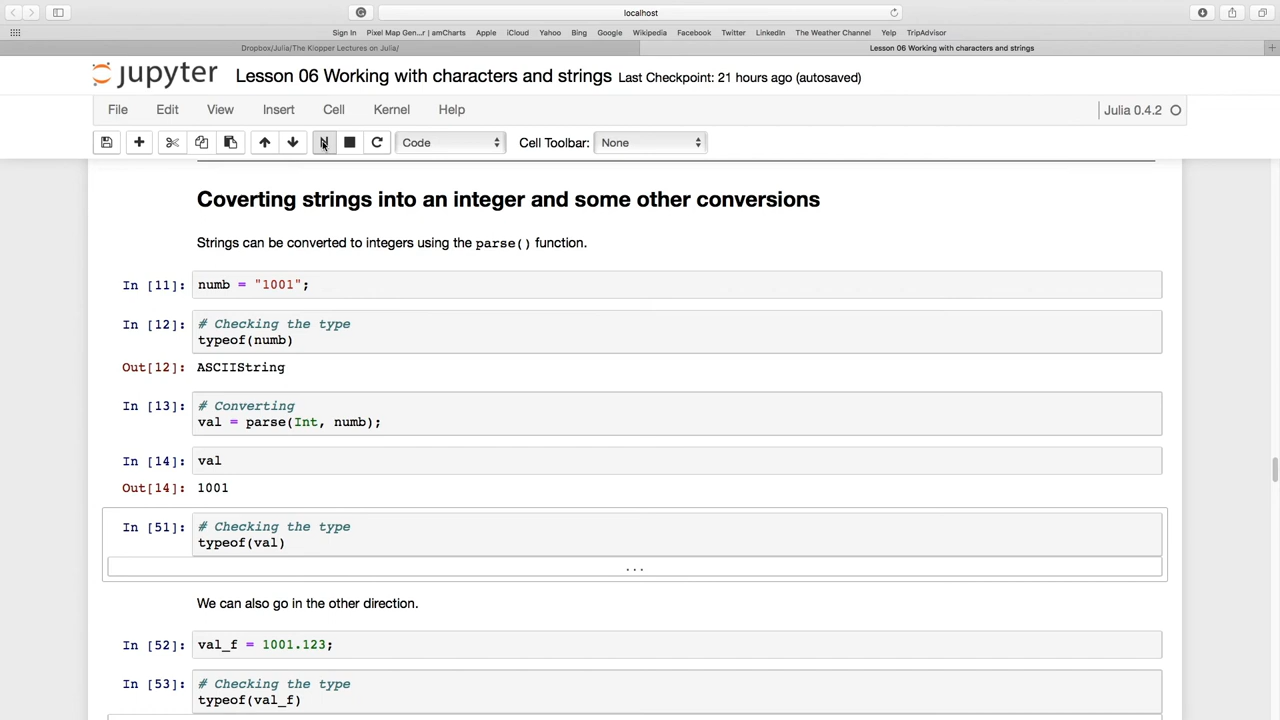 localhost
Sign In
Pixel Map Gen...r | amCharts
Apple
iCloud
Yahoo
Bing
Google
Wikipedia
Facebook
Twitter
LinkedIn
The Weather Channel
Yelp
TripAdvisor
Dropbox/Julia/The Klopper Lectures on Julia/
Lesson 06 Working with characters and strings
jupyter
Lesson 06 Working with characters and strings Last Checkpoint: 21 hours ago (autosaved)
File
Edit
View
Insert
Cell
Kernel
Help
Julia 0.4.2
Code
Cell Toolbar:
None
Coverting strings into an integer and some other conversions
Strings can be converted to integers using the parse() function.
In [11]: numb = "1001";
In [12]: # Checking the type
typeof(numb)
Out[12]: ASCIIString
In [13]: # Converting
val = parse(Int, numb);
In [14]: val
Out[14]: 1001
In [51]: # Checking the type
typeof(val)
...
We can also go in the other direction.
In [52]: val_f = 1001.123;
In [53]: # Checking the type
typeof(val_f)